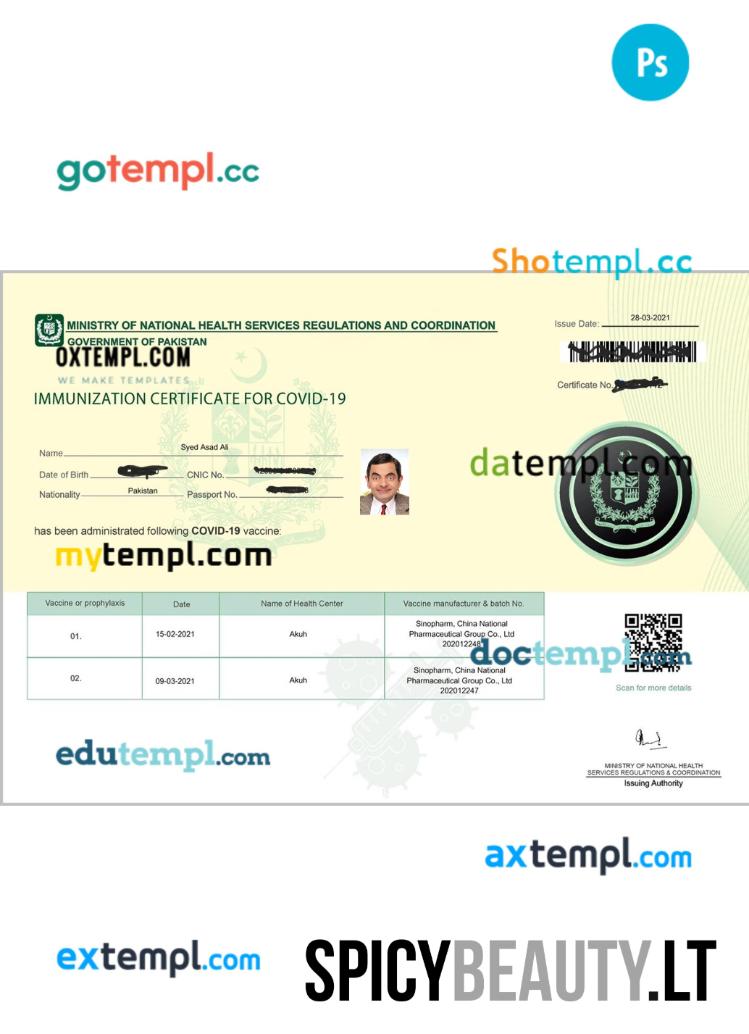 Ps
gotempl.cc
Shotempl.cc
MINISTRY OF NATIONAL HEALTH SERVICES REGULATIONS AND COORDINATION
GOVERNMENT OF PAKISTAN
OXTEMPL.COM
WE MAKE TEMPLATES
IMMUNIZATION CERTIFICATE FOR COVID-19
Issue Date: 28-03-2021
Certificate No.
Name Syed Asad Ali
Date of Birth CNIC No.
Nationality Pakistan Passport No.
datempl.com
has been administrated following COVID-19 vaccine:
mytempl.com
Vaccine or prophylaxis Date Name of Health Center Vaccine manufacturer & batch No.
01. 15-02-2021 Akuh Sinopharm, China National
Pharmaceutical Group Co., Ltd
doctempl.com
02. 09-03-2021 Akuh Sinopharm, China National
Pharmaceutical Group Co., Ltd
202012247
Scan for more details
edutempl.com
MINISTRY OF NATIONAL HEALTH
SERVICES REGULATIONS & COORDINATION
Issuing Authority
axtempl.com
extempl.com
SPICYBEAUTY.LT